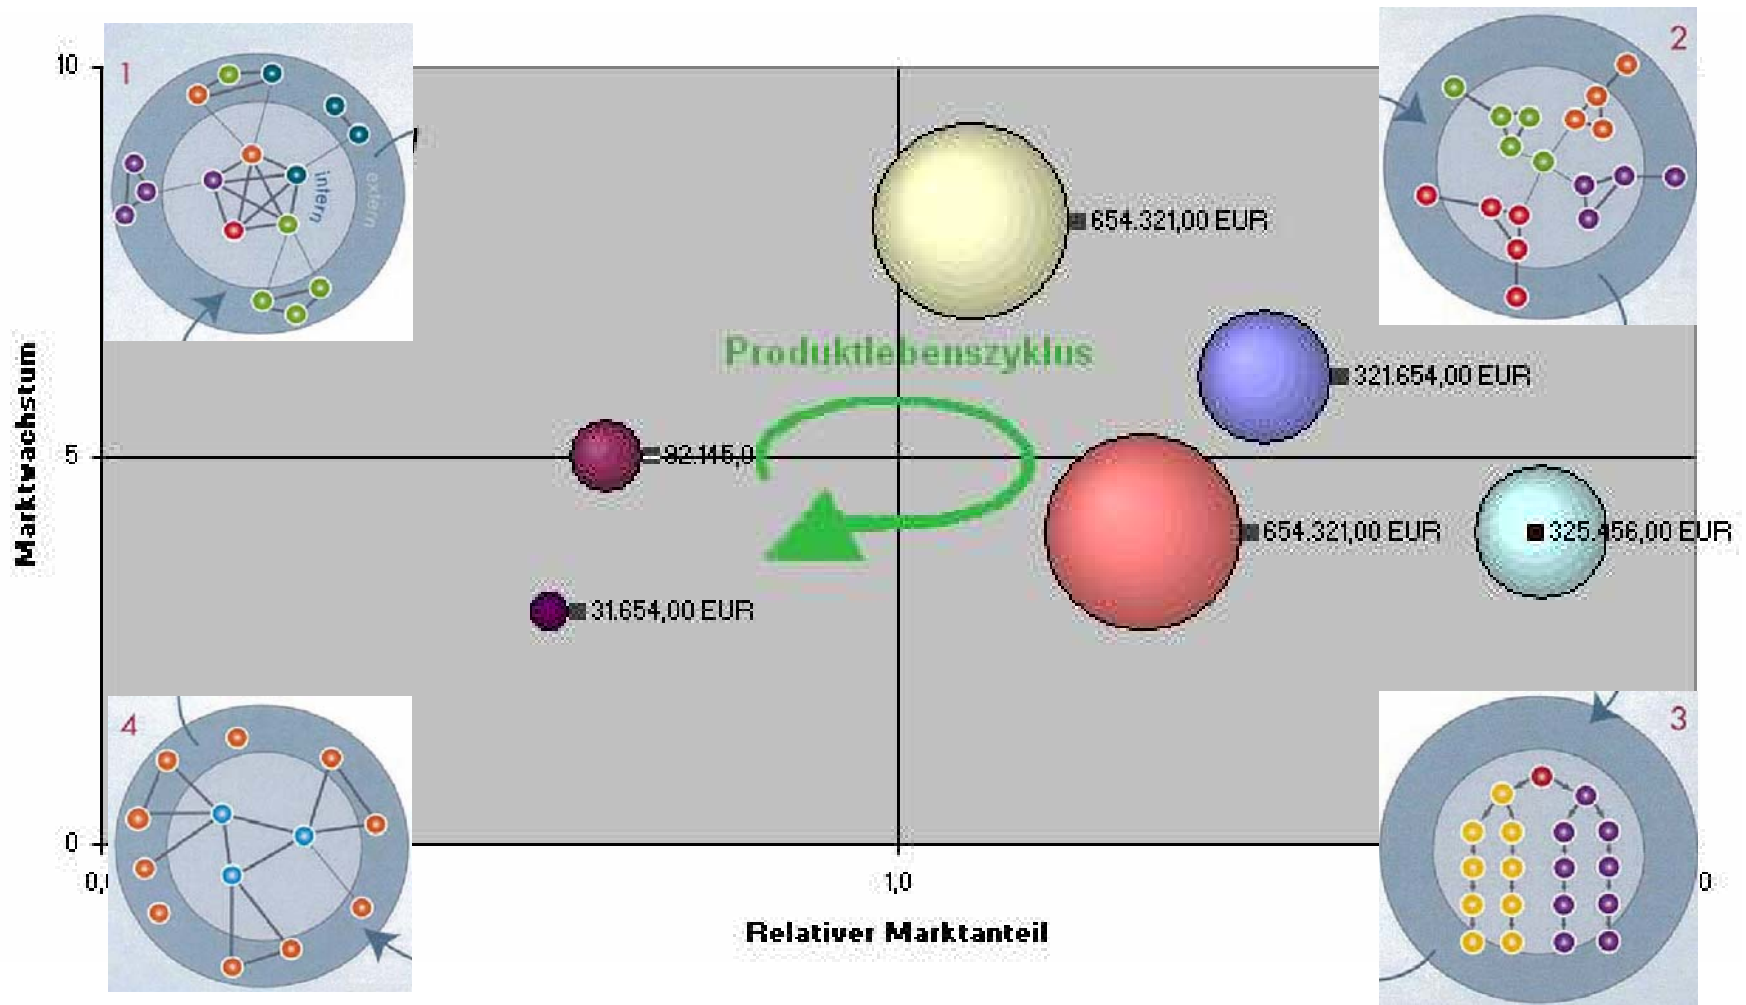 10
1
intern
extern
2
654.321,00 EUR
Produktlebenszyklus
321.654,00 EUR
Marktwachstum
5
92.145,0
654.321,00 EUR
325.456,00 EUR
31.654,00 EUR
4
3
0
0,
1,0
0
Relativer Marktanteil